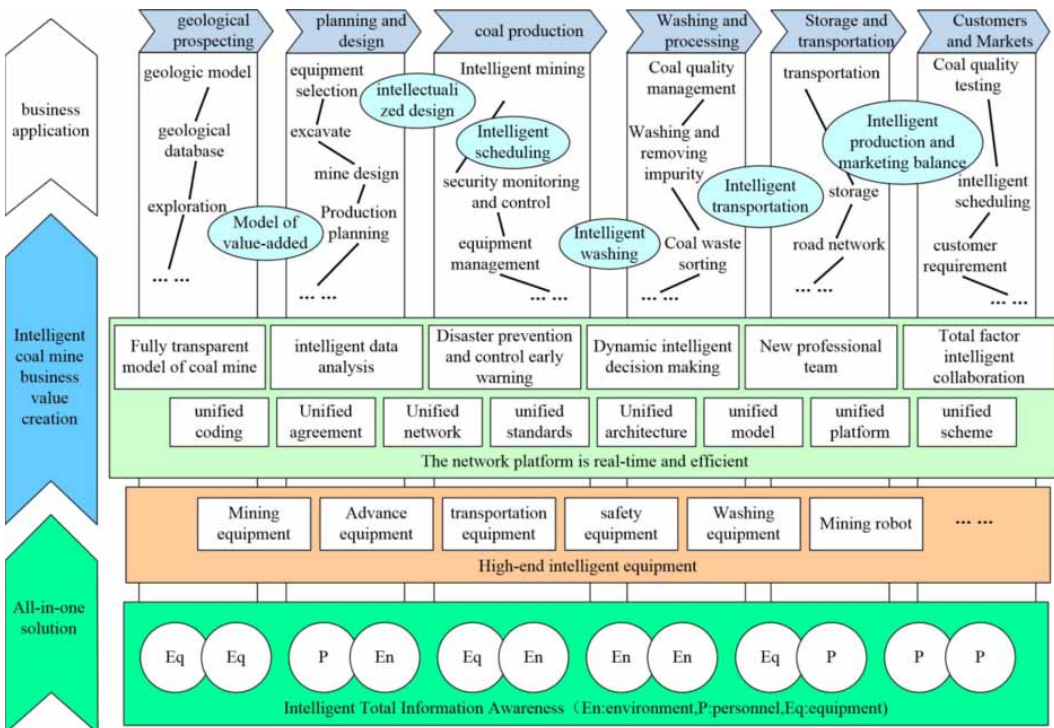 geological
prospecting
planning and
design
coal production
Washing and
processing
Storage and
transportation
Customers
and Markets
business
application
geologic model
geological
database
exploration
... ...
equipment
selection
excavate
mine design
Production
planning
... ...
Intelligent mining
security monitoring
and control
equipment
management
... ...
Coal quality
management
Washing and
removing
impurity
Coal waste
sorting
... ...
transportation
storage
road network
... ...
Coal quality
testing
intelligent
scheduling
customer
requirement
... ...
Model of
value-added
intellectuali
zed design
Intelligent
scheduling
Intelligent
washing
Intelligent
transportation
Intelligent
production and
marketing balance
Intelligent
coal mine
business
value
creation
Fully transparent
model of coal mine
intelligent data
analysis
Disaster prevention
and control early
warning
Dynamic intelligent
decision making
New professional
team
Total factor
intelligent
collaboration
unified
coding
Unified
agreement
Unified
network
unified
standards
Unified
architecture
unified
model
unified
platform
unified
scheme
The network platform is real-time and efficient
Mining
equipment
Advance
equipment
transportation
equipment
safety
equipment
Washing
equipment
Mining robot
... ...
High-end intelligent equipment
All-in-one
solution
Eq Eq P En Eq En En En Eq P P P
Intelligent Total Information Awareness（En:environment,P:personnel,Eq:equipment)